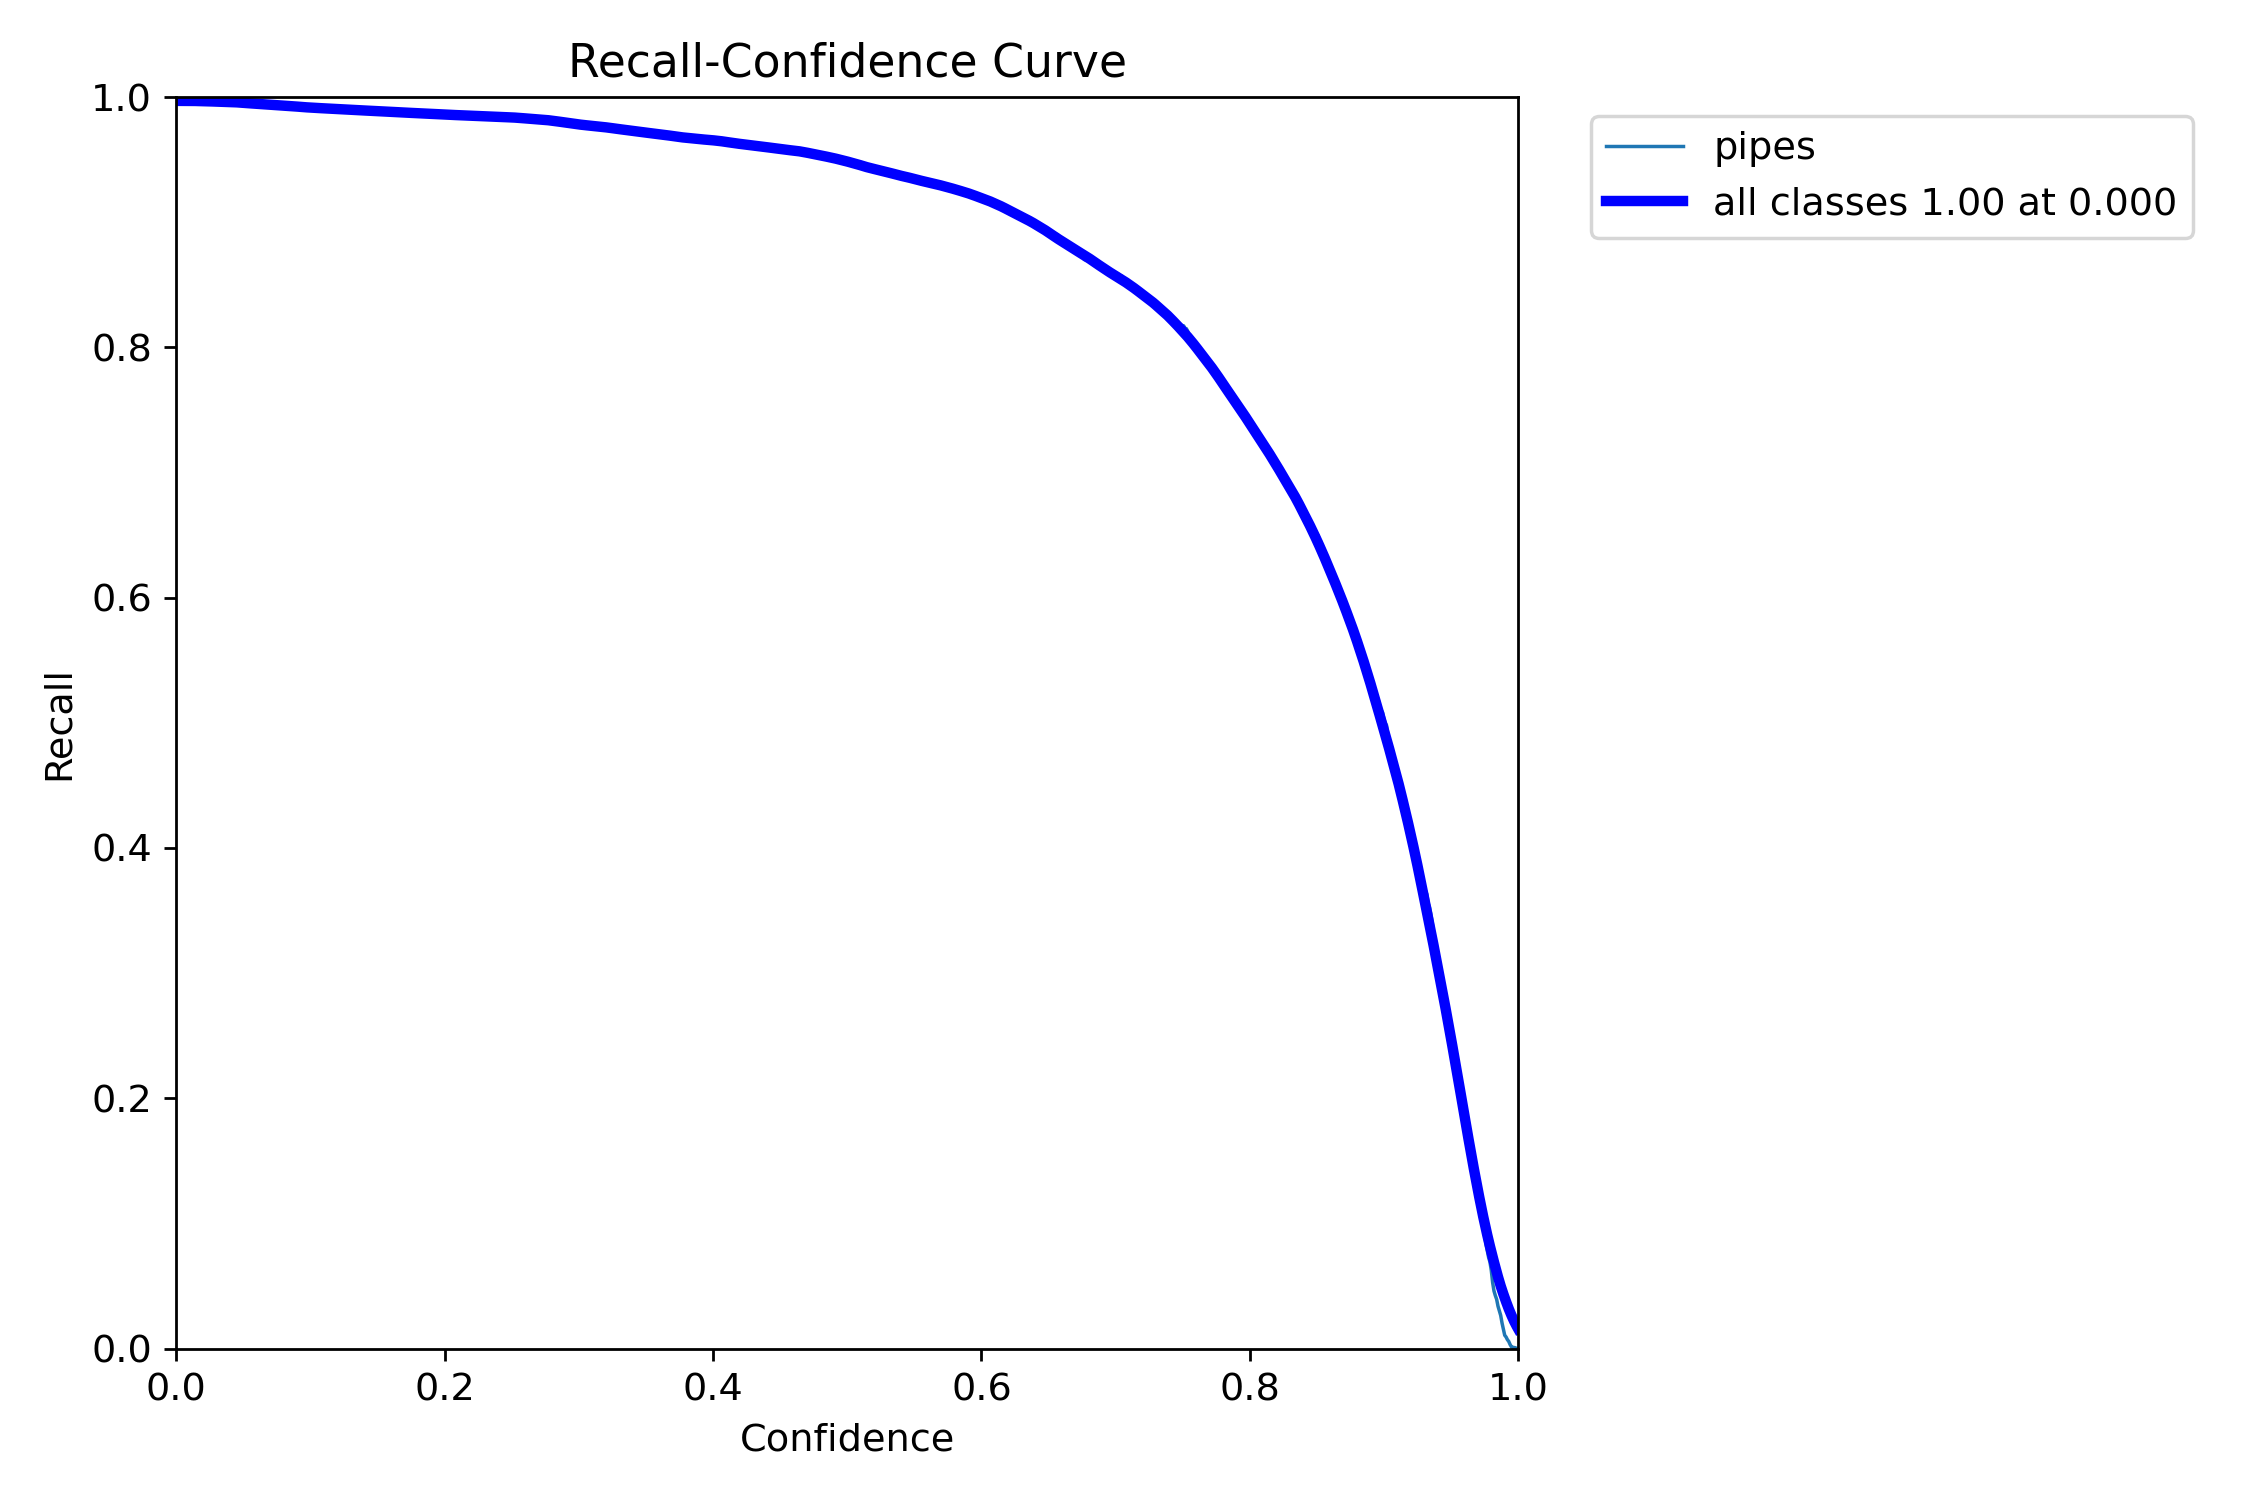 Recall-Confidence Curve
1.0
0.8
0.6
0.4
0.2
0.0
Recall
0.0 0.2 0.4 0.6 0.8 1.0
Confidence
pipes
all classes 1.00 at 0.000